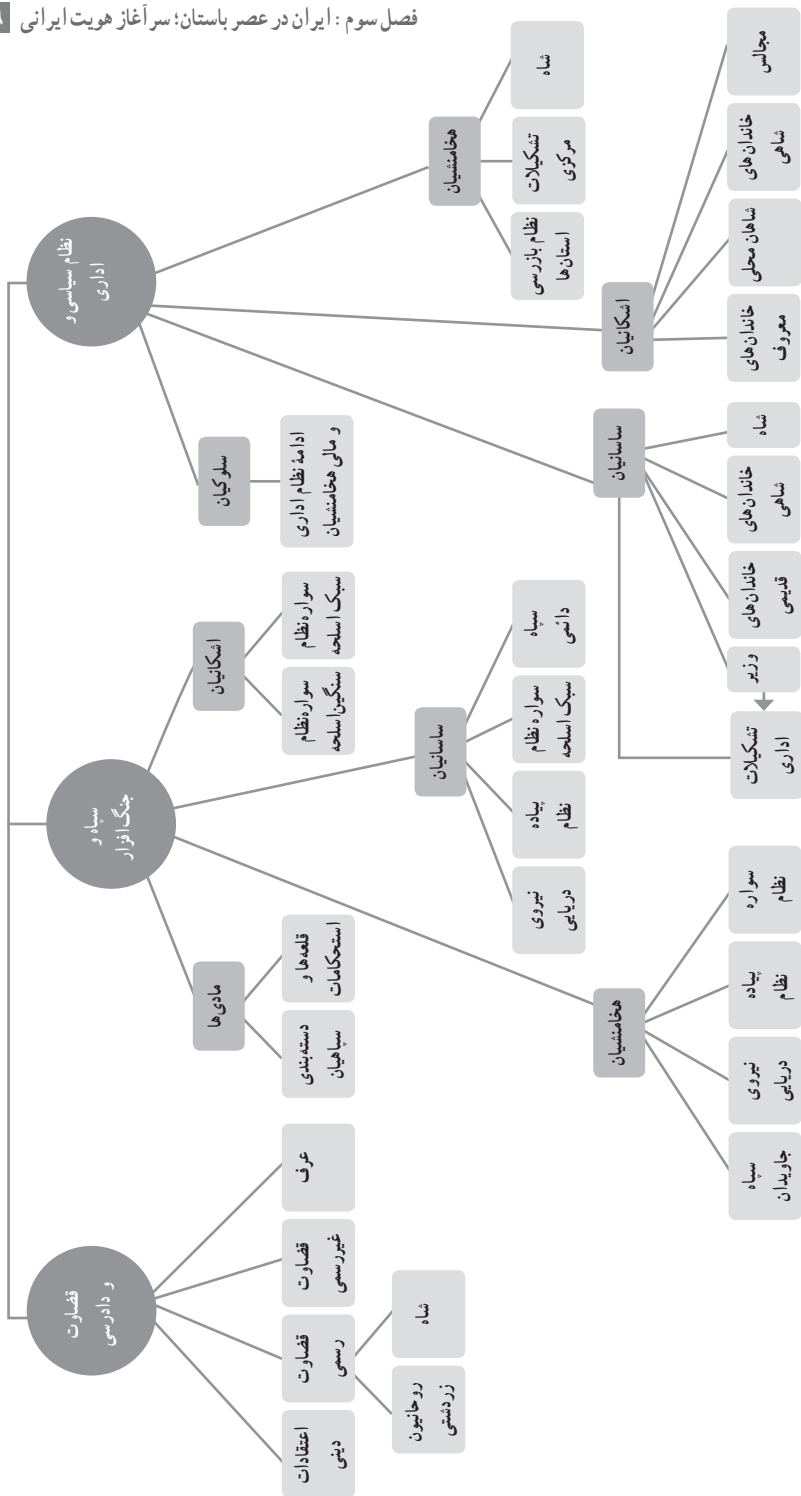 فصل سوم : ایران در عصر باستان؛ سرآغاز هویت ایرانی
نظام سیاسی و
اداری
هخامنشیان
شاه
تشکیلات
مرکزی
نظام بازرسی
استان‌ها
اشکانیان
مجالس
خاندان‌های
شاهی
شاهان محلی
خاندان‌های
معروف
ساسانیان
شاه
خاندان‌های
شاهی
خاندان‌های
قدیمی
وزیر
تشکیلات
اداری
سلوکیان
ادامهٔ نظام اداری
و مالی هخامنشیان
سپاه و
جنگ‌افزار
اشکانیان
سواره‌نظام
سبک اسلحه
سواره‌نظام
سنگین‌اسلحه
ساسانیان
سپاه
دائمی
سواره نظام
سبک اسلحه
پیاده
نظام
نیروی
دریایی
هخامنشیان
سواره
نظام
پیاده
نظام
نیروی
دریایی
سپاه
جاویدان
مادی‌ها
قلعه‌ها و
استحکامات
دسته‌بندی
سپاهیان
قضاوت
و دادرسی
عرف
قضاوت
غیررسمی
قضاوت
رسمی
شاه
روحانیون
زردشتی
اعتقادات
دینی